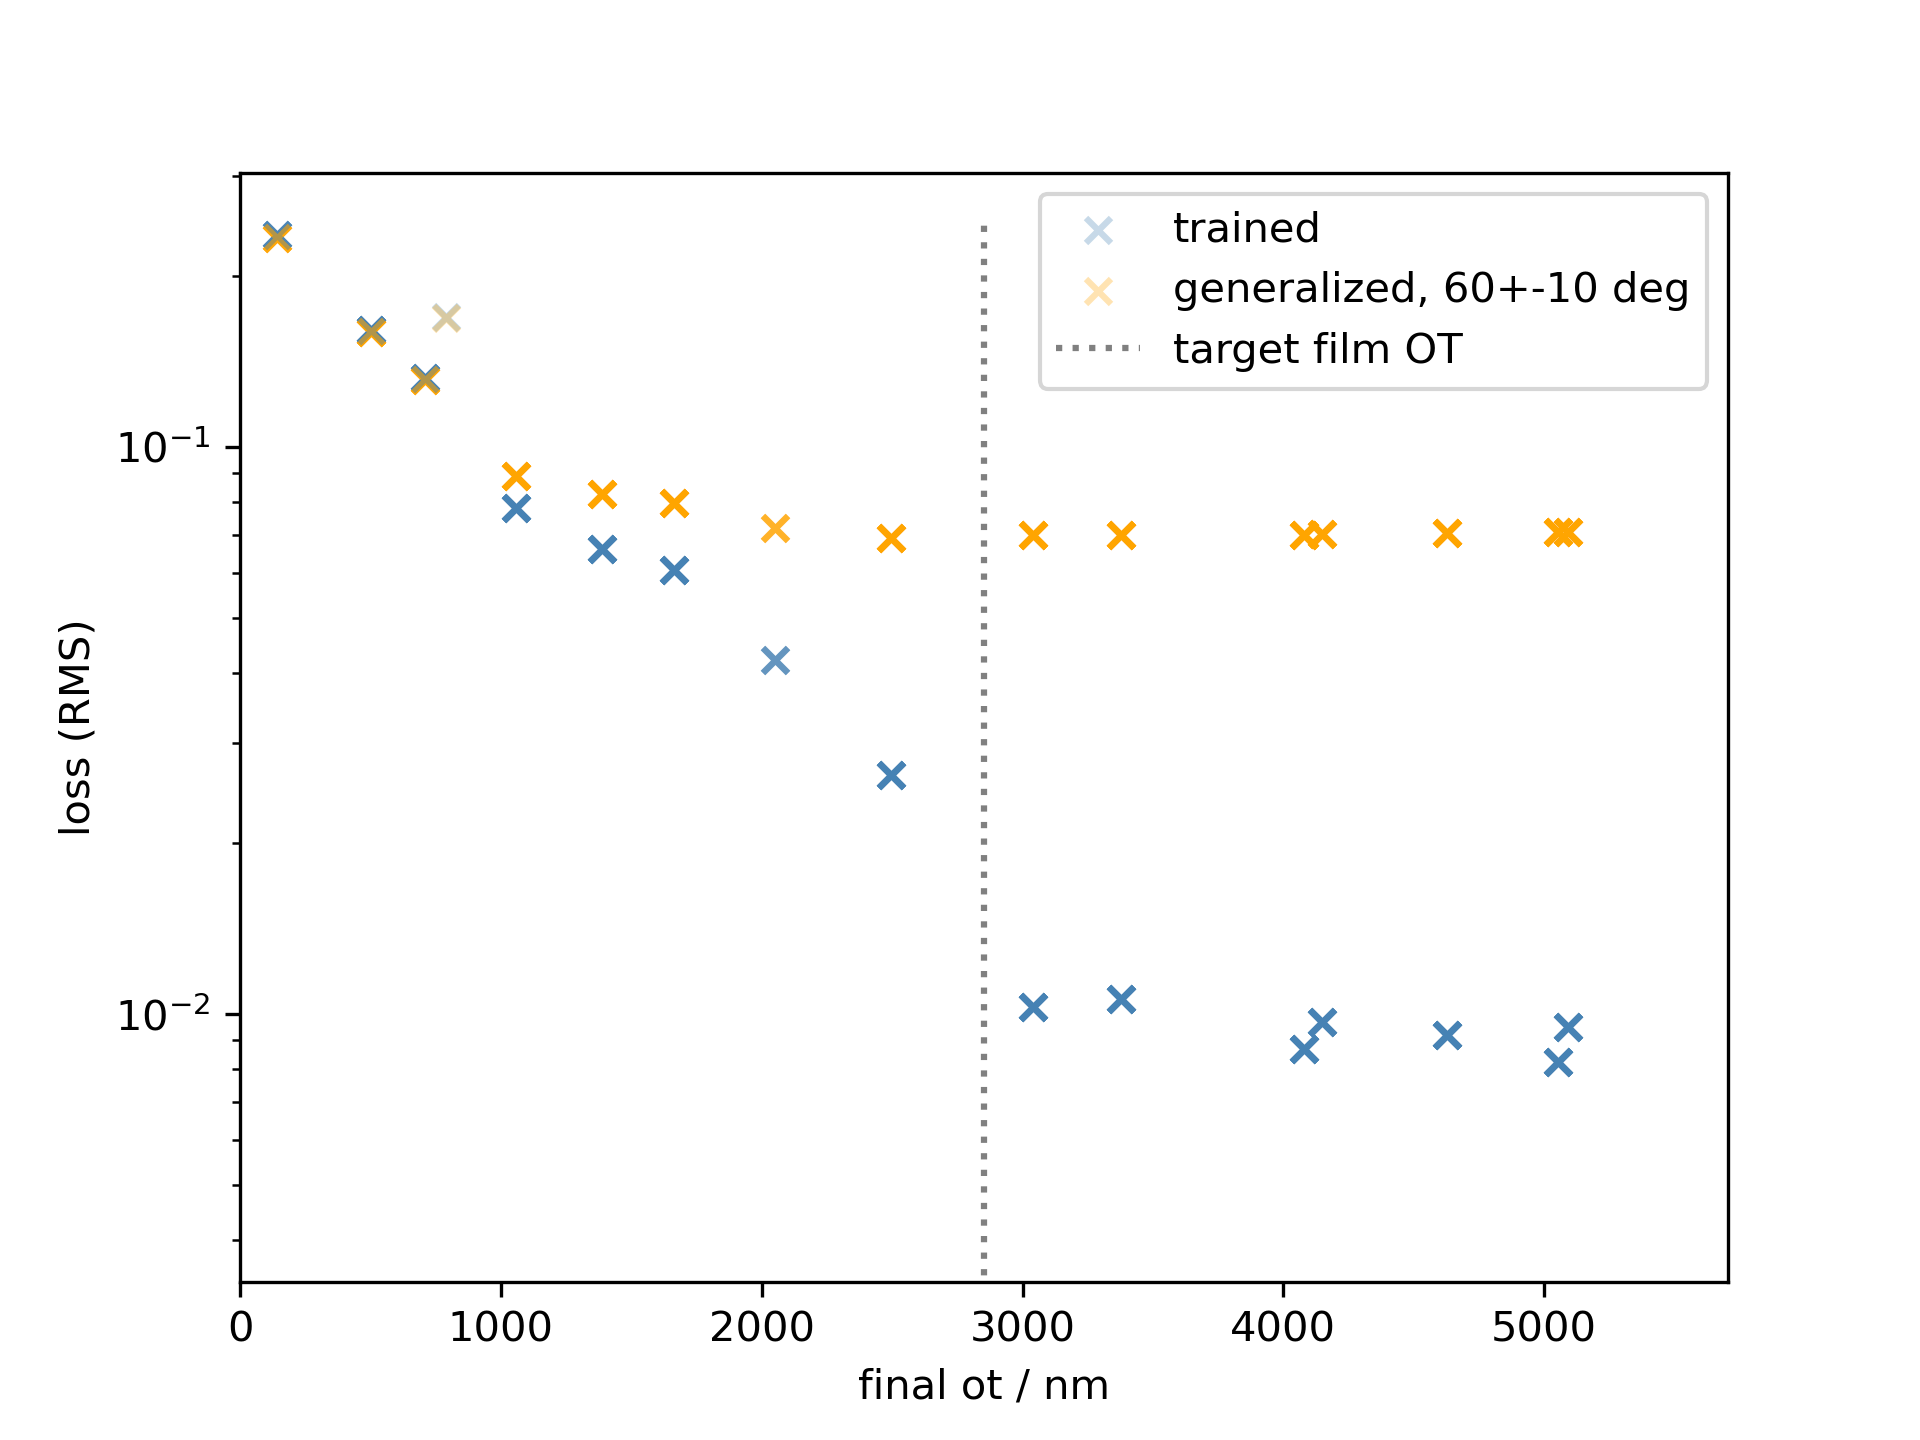 trained
generalized, 60+-10 deg
target film OT
10⁻¹
10⁻²
loss (RMS)
0 1000 2000 3000 4000 5000
final ot / nm